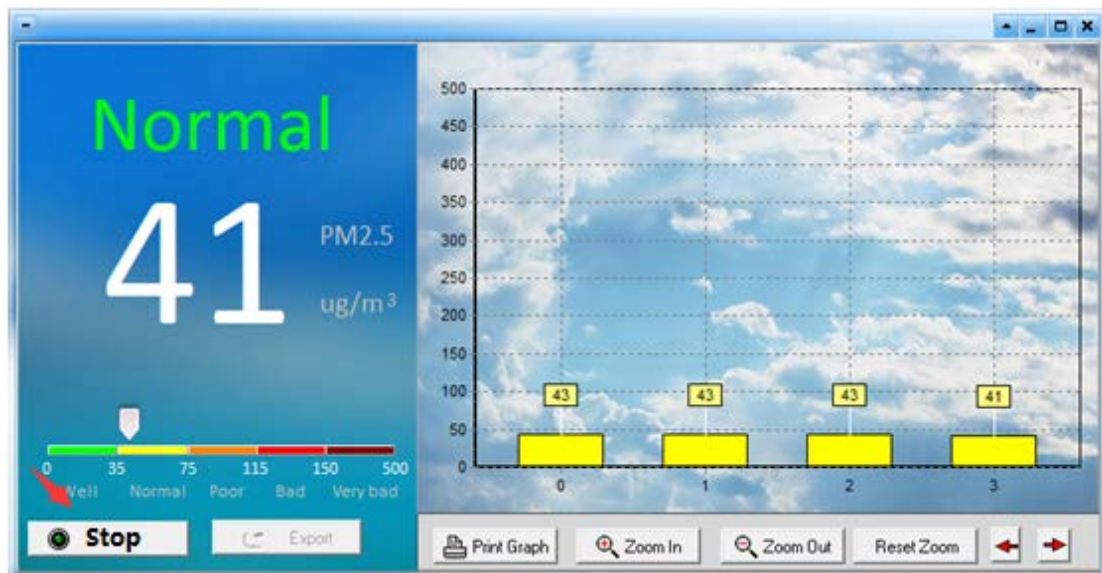 Normal
41
PM2.5
ug/m³
0 35 75 115 150 500
Well Normal Poor Bad Very bad
Stop
Export
500
450
400
350
300
250
200
150
100
50
0
43 43 43 41
0 1 2 3
Print Graph
Zoom In
Zoom Out
Reset Zoom